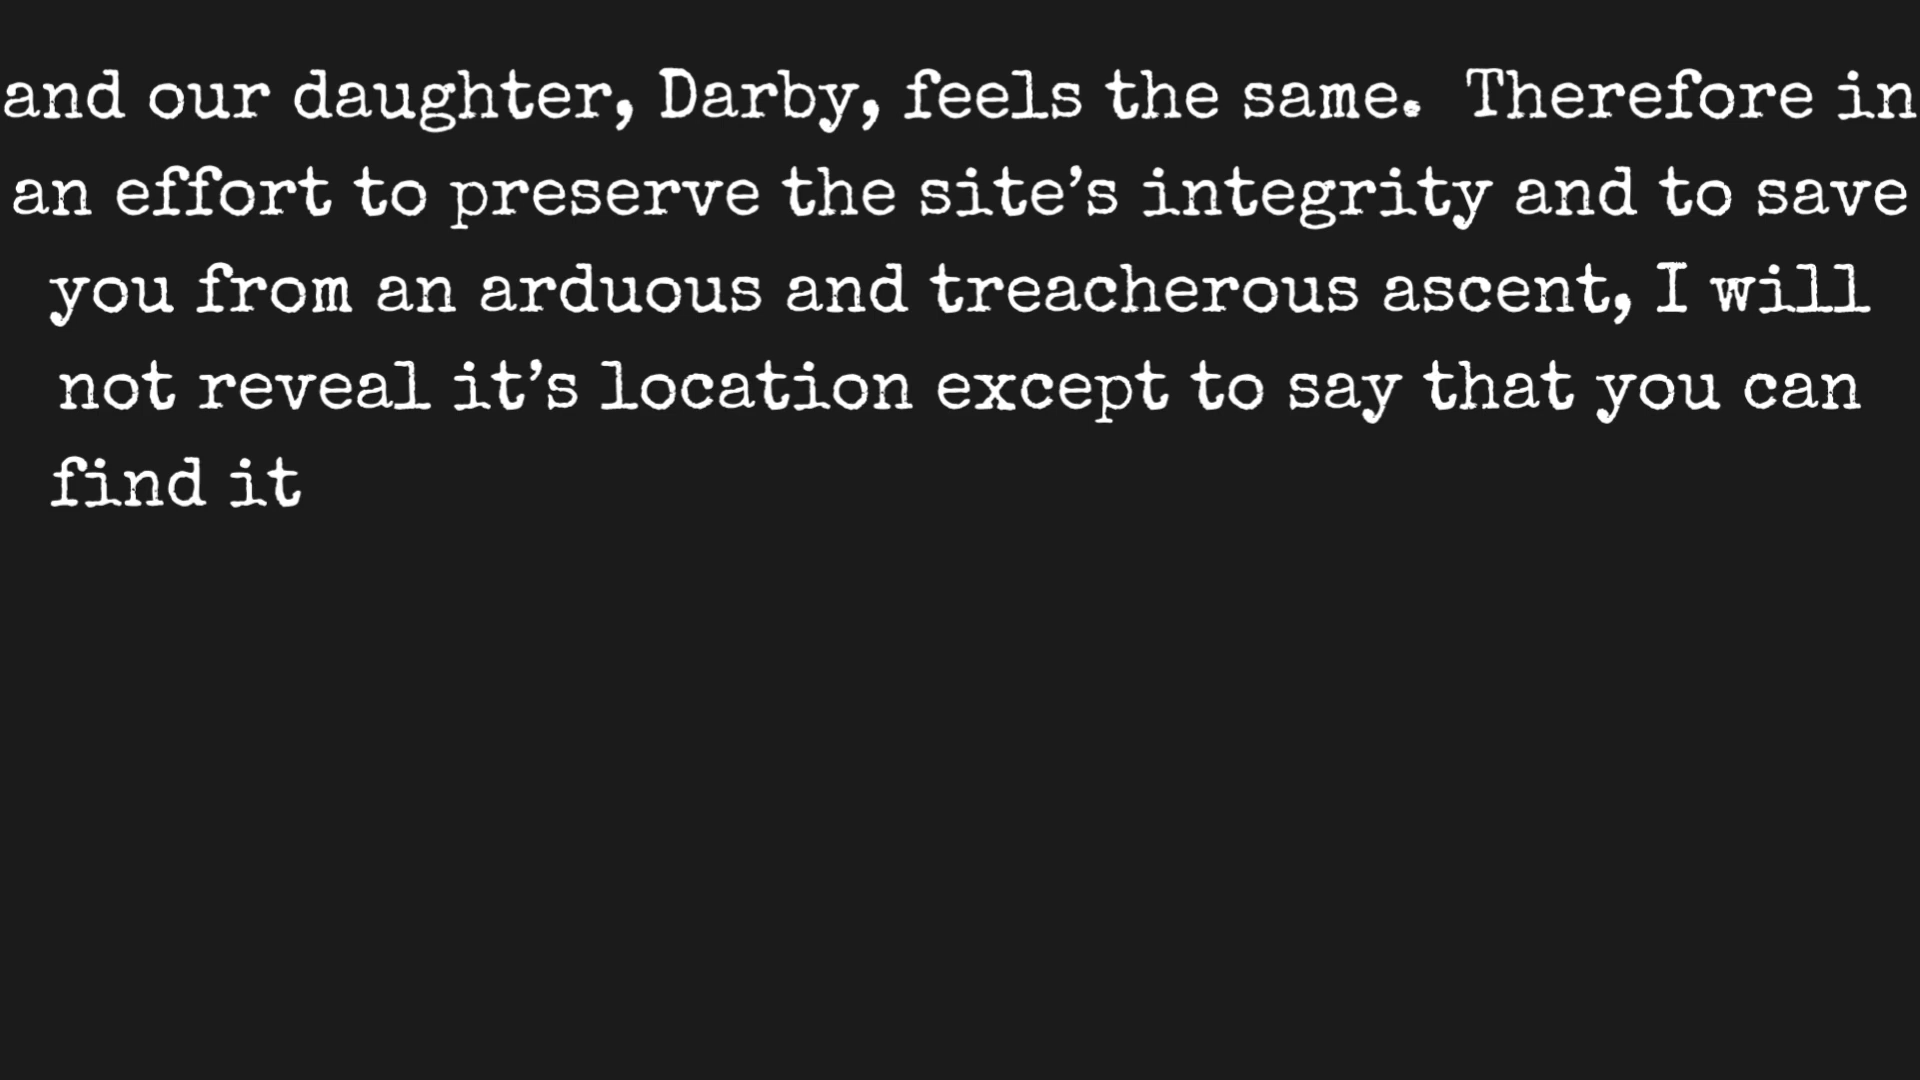 and our daughter, Darby, feels the same.  Therefore in
an effort to preserve the site’s integrity and to save
you from an arduous and treacherous ascent, I will
not reveal it’s location except to say that you can
find it